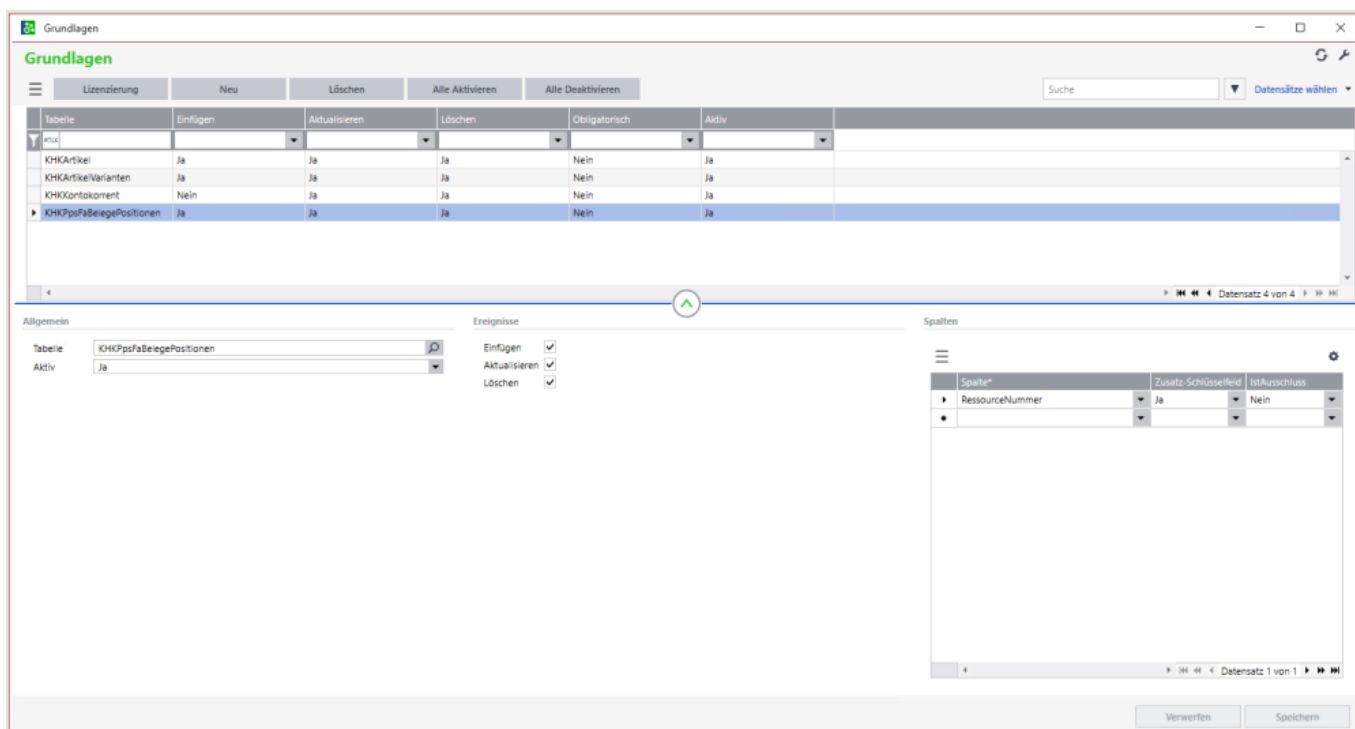 Grundlagen
Grundlagen
Lizenzierung Neu Löschen Alle Aktivieren Alle Deaktivieren Suche Datensätze wählen
Tabelle Einfügen Aktualisieren Löschen Obligatorisch Aktiv
KHKArtikel Ja Ja Ja Nein Ja
KHKArtikelVarianten Ja Ja Ja Nein Ja
KHKKontokorrent Nein Ja Ja Nein Ja
KHKPpsFaBelegePositionen Ja Ja Ja Nein Ja
Datensatz 4 von 4
Allgemein Ereignisse Spalten
Tabelle KHKPpsFaBelegePositionen Einfügen
Aktiv Ja Aktualisieren
Löschen
Spalte* Zusatz-Schlüsselfeld IstAusschluss
RessourceNummer Ja Nein
Datensatz 1 von 1
Verwerfen Speichern